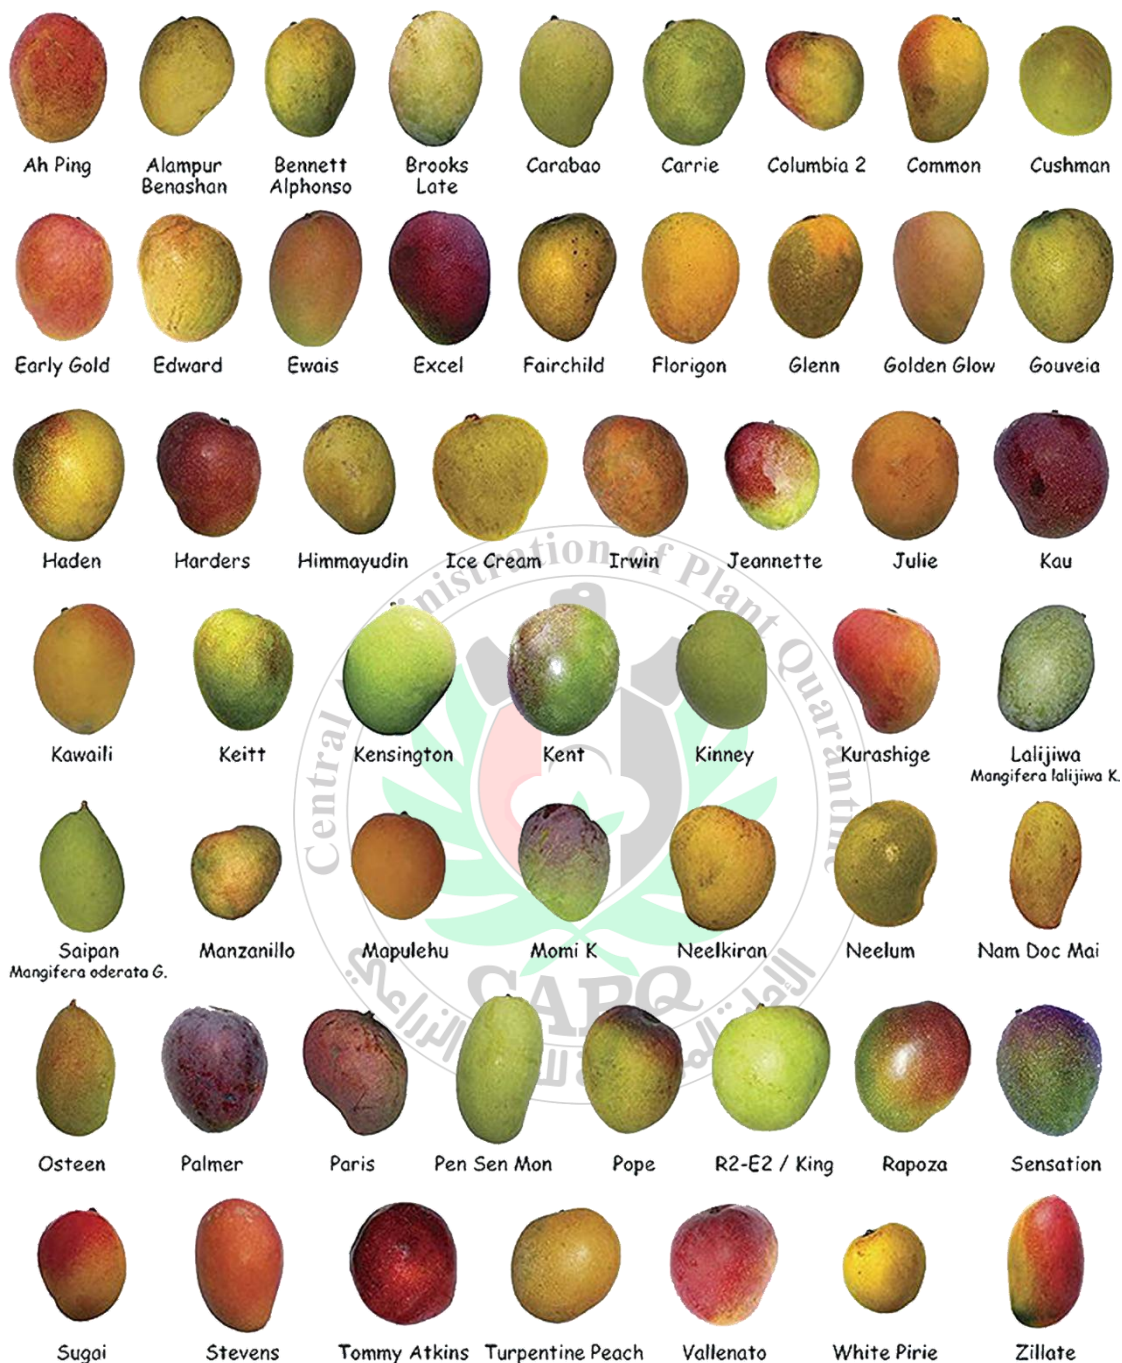 Ah Ping
Alampur
Benashan
Bennett
Alphonso
Brooks
Late
Carabao
Carrie
Columbia 2
Common
Cushman
Early Gold
Edward
Ewais
Excel
Fairchild
Florigon
Glenn
Golden Glow
Gouveia
Haden
Harders
Himmayudin
Ice Cream
Irwin
Jeannette
Julie
Kau
Kawaili
Keitt
Kensington
Kent
Kinney
Kurashige
Lalijiwa
Mangifera lalijiwa K.
Saipan
Mangifera oderata G.
Manzanillo
Mapulehu
Momi K
Neelkiran
Neelum
Nam Doc Mai
Osteen
Palmer
Paris
Pen Sen Mon
Pope
R2-E2 / King
Rapoza
Sensation
Sugai
Stevens
Tommy Atkins
Turpentine Peach
Vallenato
White Pirie
Zillate
Central ministration of Plant Quarantine
CAPQ